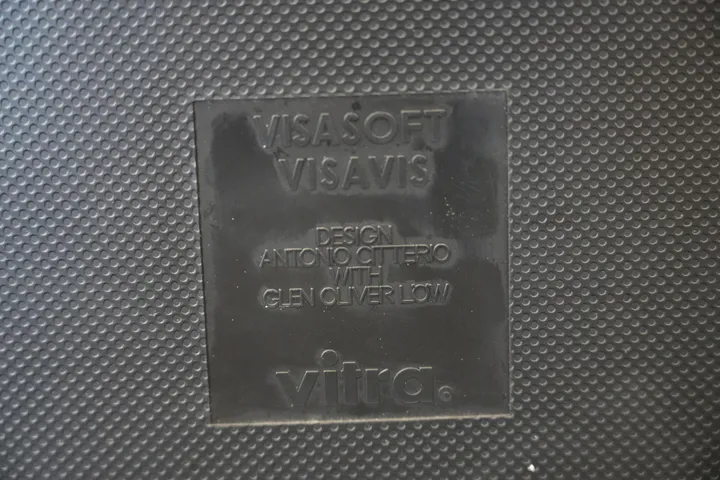 VISASOFT
VISAVIS
DESIGN
ANTONIO CITTERIO
WITH
GLEN OLIVER LÖW
vitra.